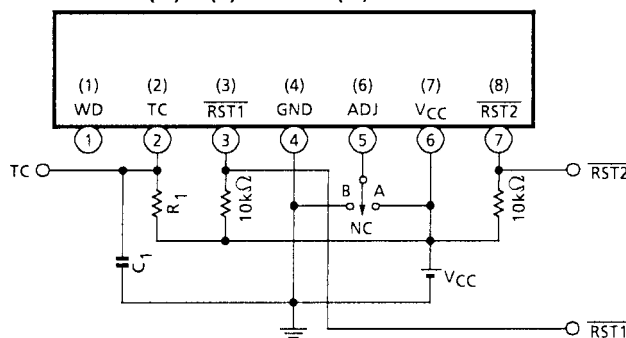 (1) (2) (3) (4) (6) (7) (8)
WD TC RST1 GND ADJ VCC RST2
1 2 3 4 5 6 7
TC
R1
10kΩ
B A
NC
10kΩ
RST2
C1
VCC
RST1